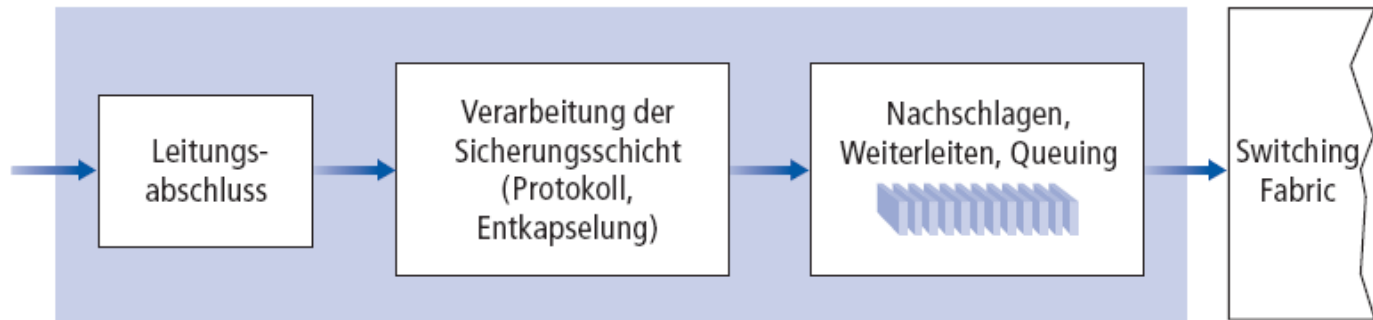 Leitungs-
abschluss
Verarbeitung der
Sicherungsschicht
(Protokoll,
Entkapselung)
Nachschlagen,
Weiterleiten, Queuing
Switching
Fabric